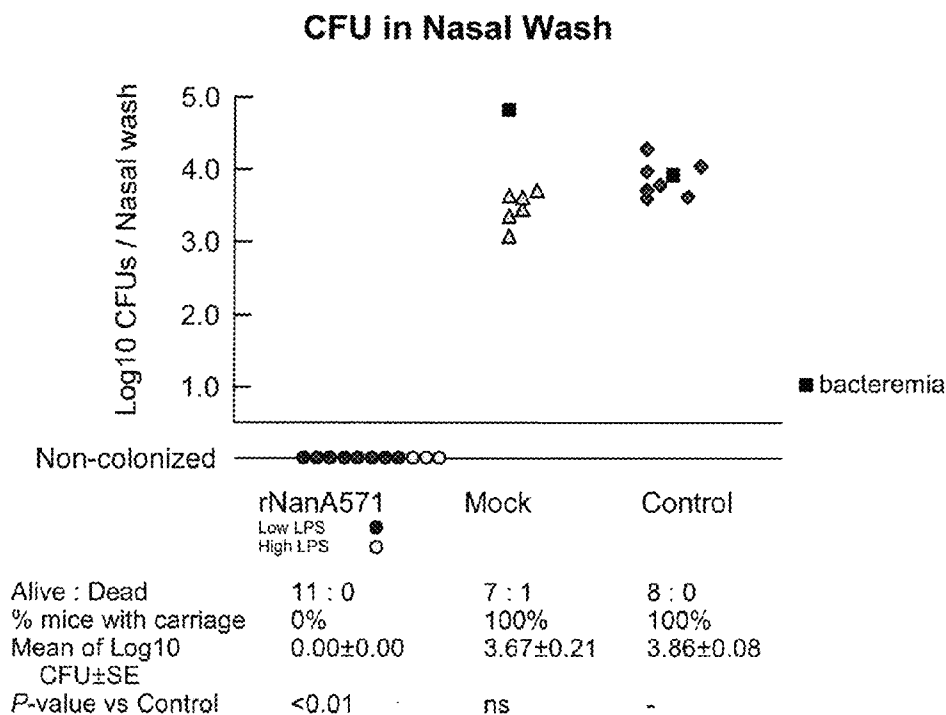 CFU in Nasal Wash
Log10 CFUs / Nasal wash
5.0
4.0
3.0
2.0
1.0
bacteremia
Non-colonized
rNanA571 Mock Control
Low LPS
High LPS
Alive : Dead 11 : 0 7 : 1 8 : 0
% mice with carriage 0% 100% 100%
Mean of Log10 0.00±0.00 3.67±0.21 3.86±0.08
CFU±SE
P-value vs Control <0.01 ns -